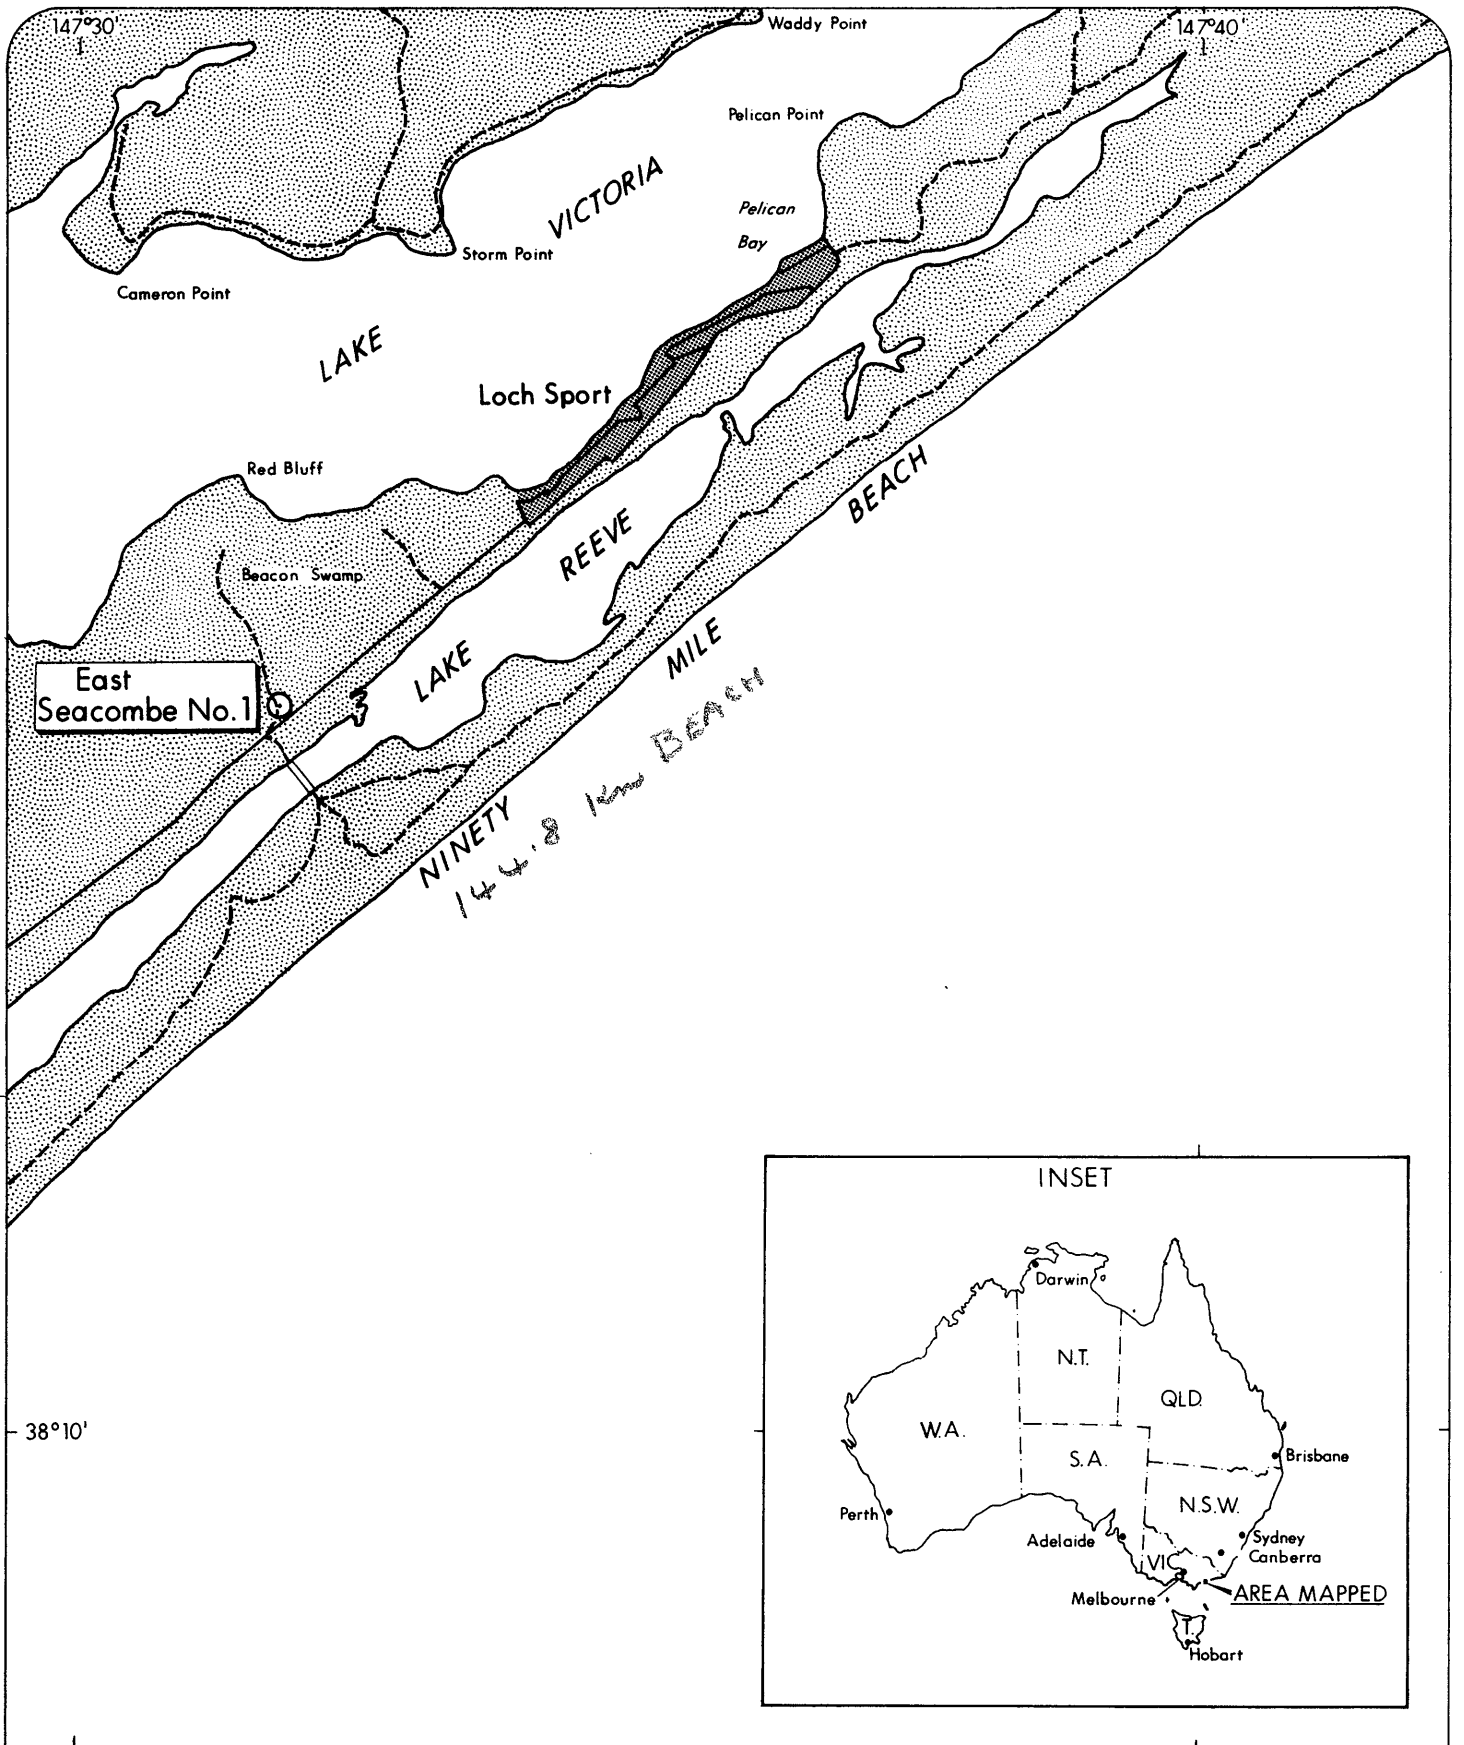 147°30'
Waddy Point
147°40'
Pelican Point
VICTORIA
Pelican
Bay
Storm Point
Cameron Point
LAKE
Loch Sport
Red Bluff
BEACH
REEVE
Beacon Swamp
MILE
LAKE
East
Seacombe No.1
NINETY
144.8 Km BEACH
INSET
Darwin
N.T.
QLD.
W.A.
S.A.
Brisbane
N.S.W.
Perth
Adelaide
Sydney
Canberra
VIC
Melbourne
AREA MAPPED
T.
Hobart
38°10'